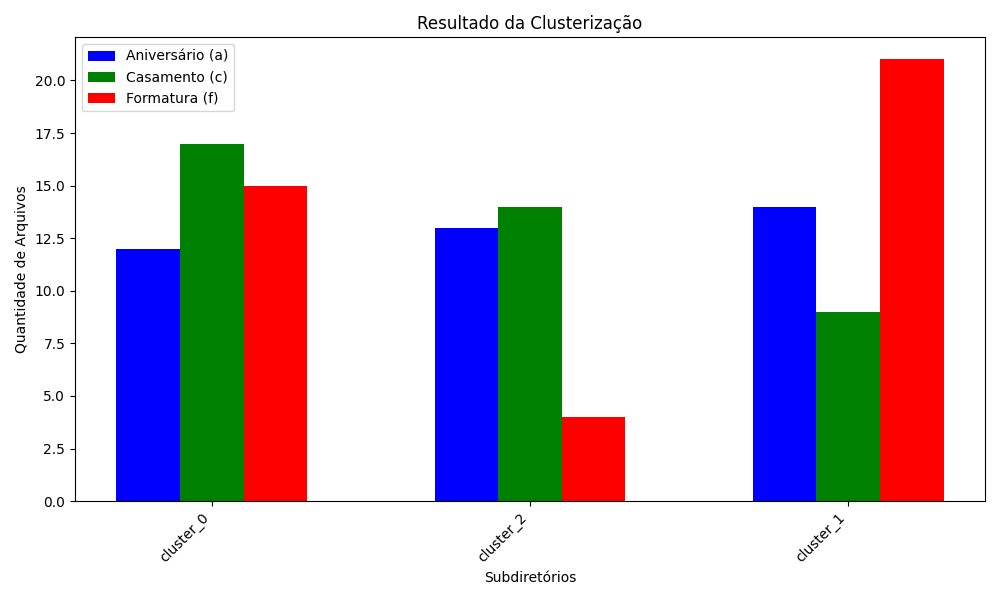 Resultado da Clusterização
Aniversário (a)
Casamento (c)
Formatura (f)
Quantidade de Arquivos
20.0
17.5
15.0
12.5
10.0
7.5
5.0
2.5
0.0
cluster_0
cluster_2
cluster_1
Subdiretórios